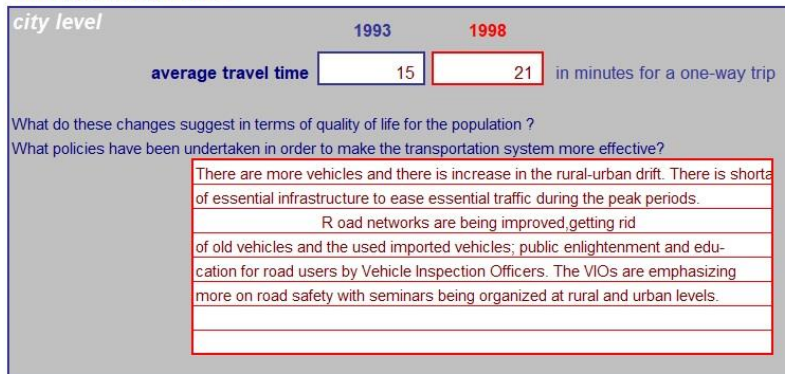 city level
1993 1998
average travel time 15 21 in minutes for a one-way trip
What do these changes suggest in terms of quality of life for the population ?
What policies have been undertaken in order to make the transportation system more effective?
There are more vehicles and there is increase in the rural-urban drift. There is shorta
of essential infrastructure to ease essential traffic during the peak periods.
R oad networks are being improved,getting rid
of old vehicles and the used imported vehicles; public enlightenment and edu-
cation for road users by Vehicle Inspection Officers. The VIOs are emphasizing
more on road safety with seminars being organized at rural and urban levels.